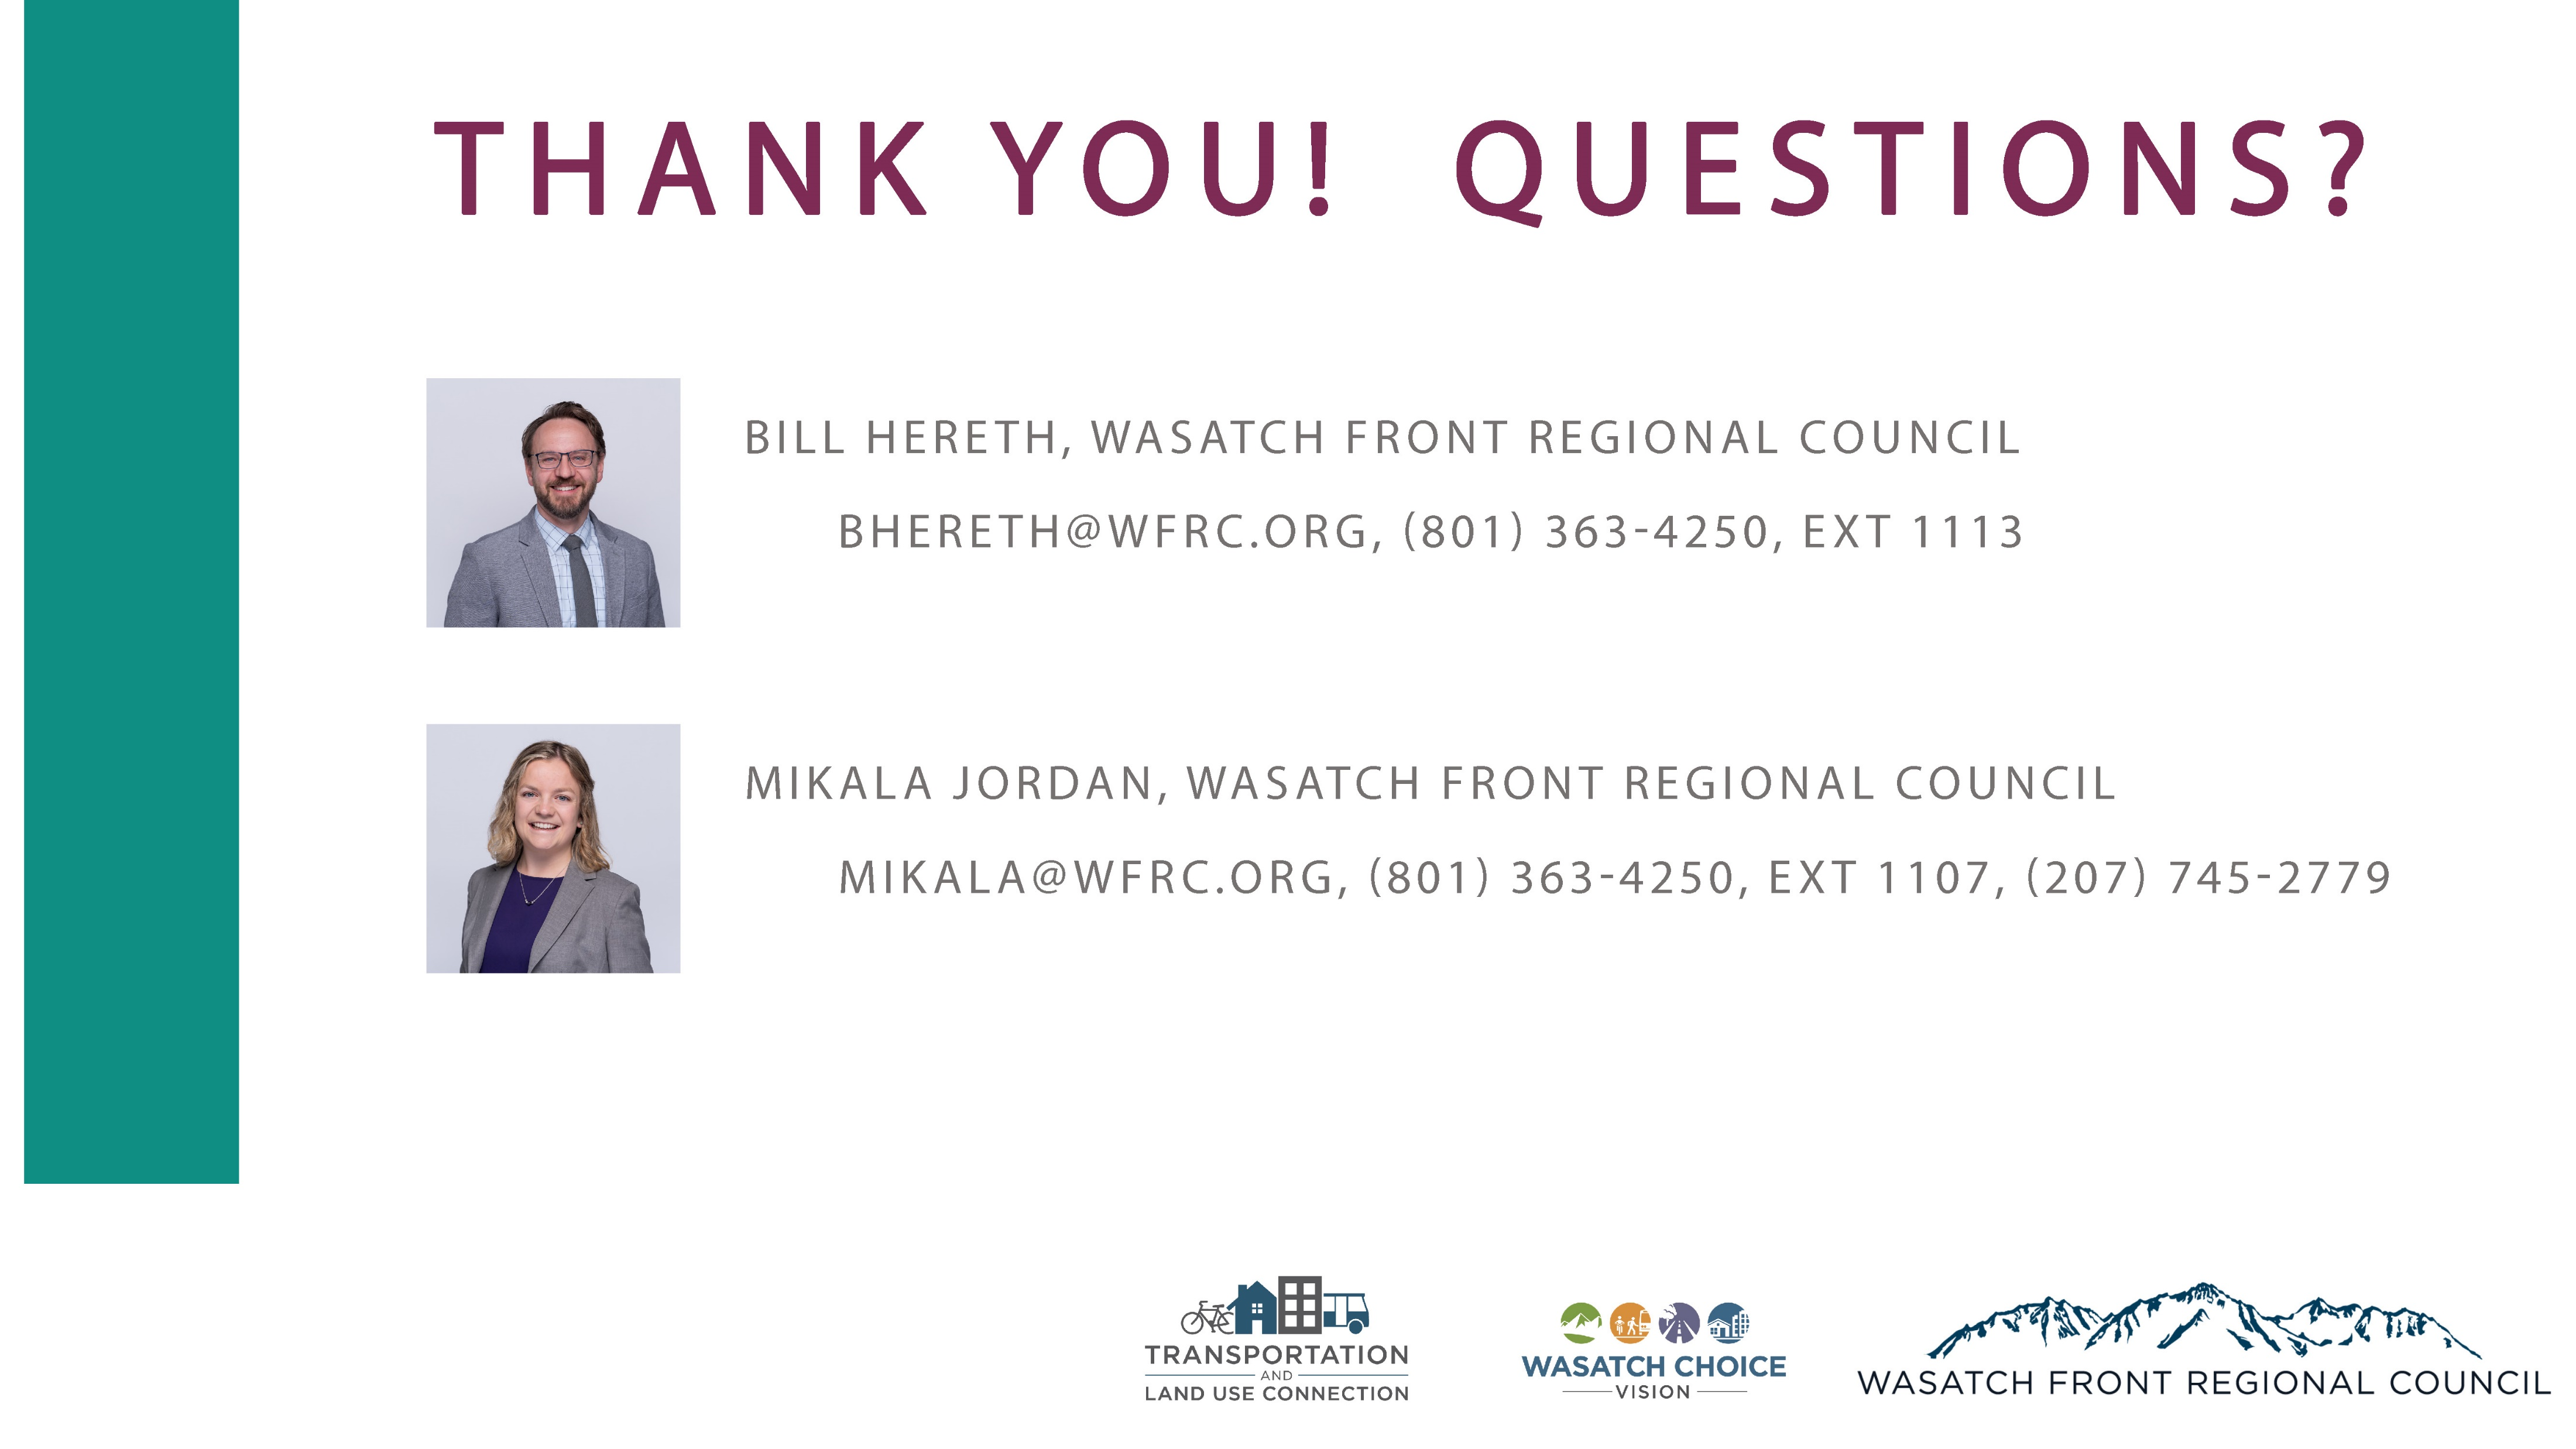 THANK YOU! QUESTIONS?
BILL HERETH, WASATCH FRONT REGIONAL COUNCIL
BHERETH@WFRC.ORG, (801) 363-4250, EXT 1113
MIKALA JORDAN, WASATCH FRONT REGIONAL COUNCIL
MIKALA@WFRC.ORG, (801) 363-4250, EXT 1107, (207) 745-2779
TRANSPORTATION
AND
LAND USE CONNECTION
WASATCH CHOICE
VISION
WASATCH FRONT REGIONAL COUNCIL